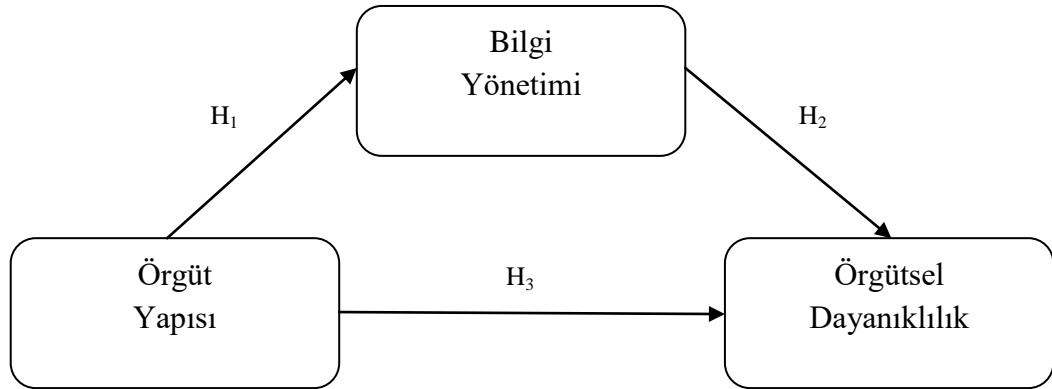 Bilgi
Yönetimi
H₁
H₂
Örgüt
Yapısı
H₃
Örgütsel
Dayanıklılık